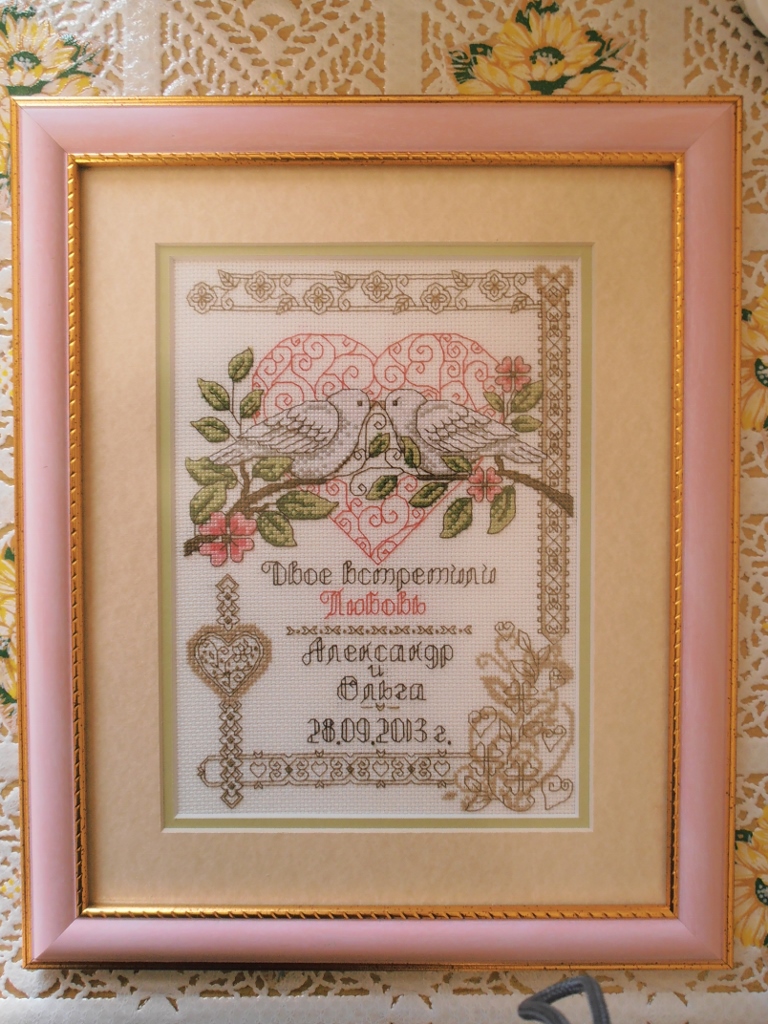 Двое встретили
Любовь
Александр
и
Ольга
28.09.2013 г.